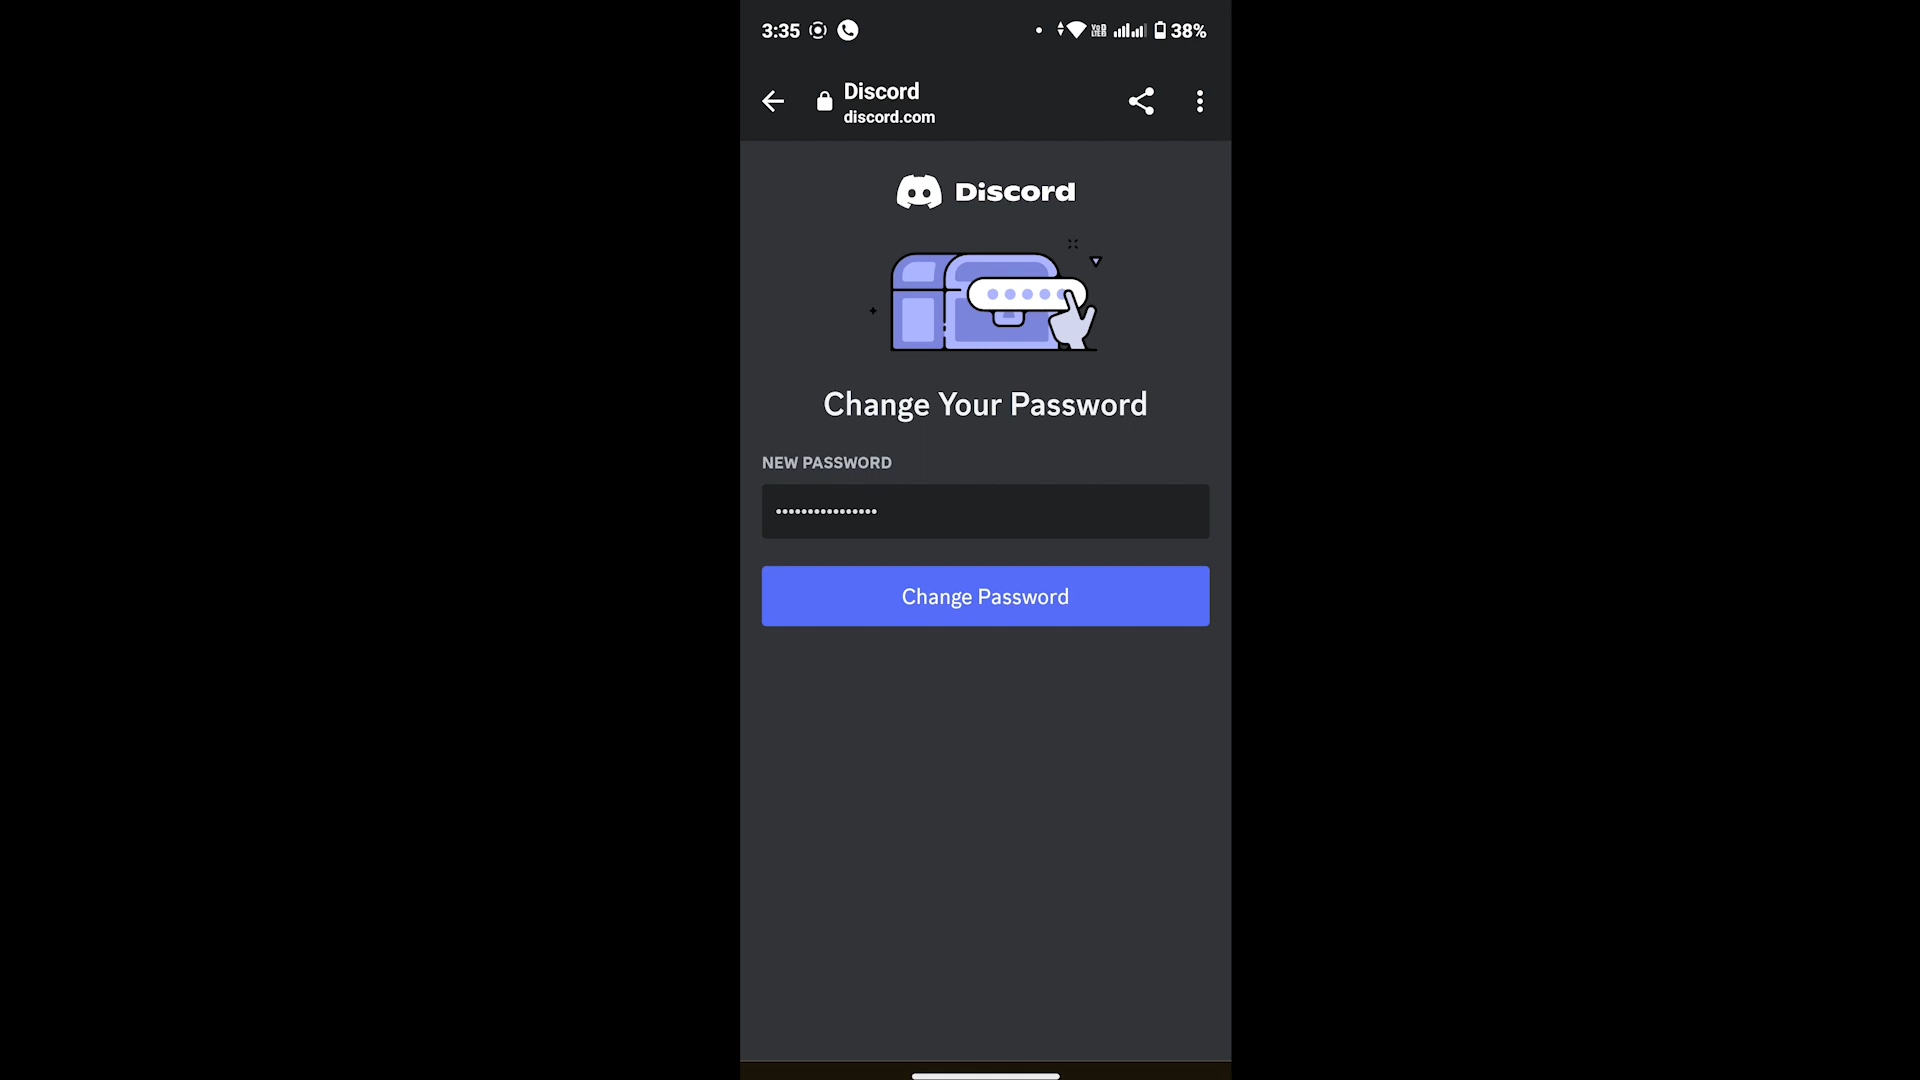 3:35 38%
Discord
discord.com
Discord
Change Your Password
NEW PASSWORD
••••••••••••••••
Change Password